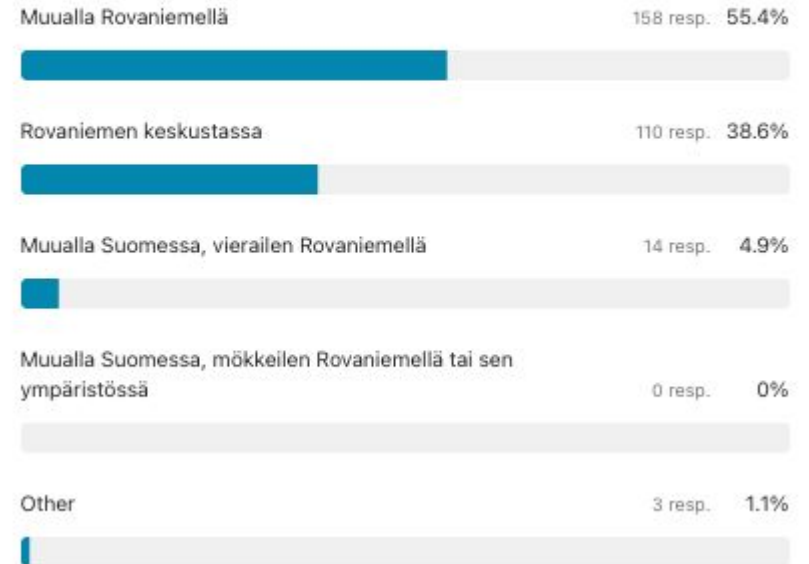 Muualla Rovaniemellä 158 resp. 55.4%
Rovaniemen keskustassa 110 resp. 38.6%
Muualla Suomessa, vierailen Rovaniemellä 14 resp. 4.9%
Muualla Suomessa, mökkeilen Rovaniemellä tai sen
ympäristössä 0 resp. 0%
Other 3 resp. 1.1%